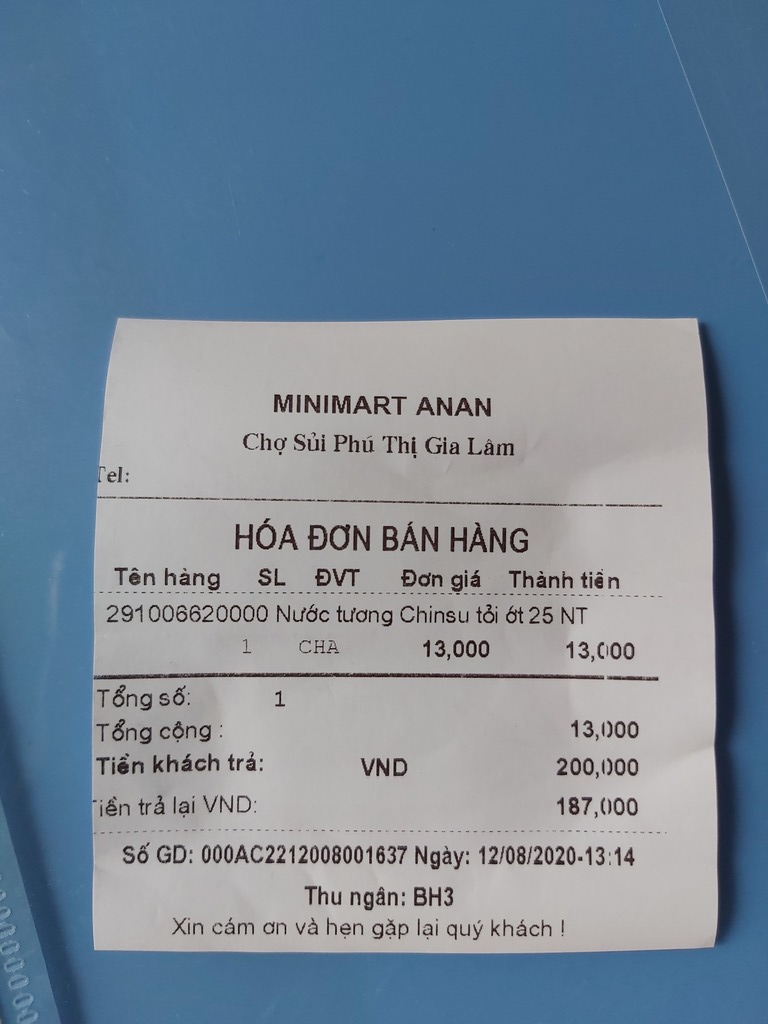 MINIMART ANAN
Chợ Sủi Phú Thị Gia Lâm
Tel:
HÓA ĐƠN BÁN HÀNG
Tên hàng SL ĐVT Đơn giá Thành tiền
291006620000 Nước tương Chinsu tỏi ớt 25 NT
1 CHA 13,000 13,000
Tổng số: 1
Tổng cộng : 13,000
Tiền khách trả: VND 200,000
Tiền trả lại VND: 187,000
Số GD: 000AC2212008001637 Ngày: 12/08/2020-13:14
Thu ngân: BH3
Xin cám ơn và hẹn gặp lại quý khách !